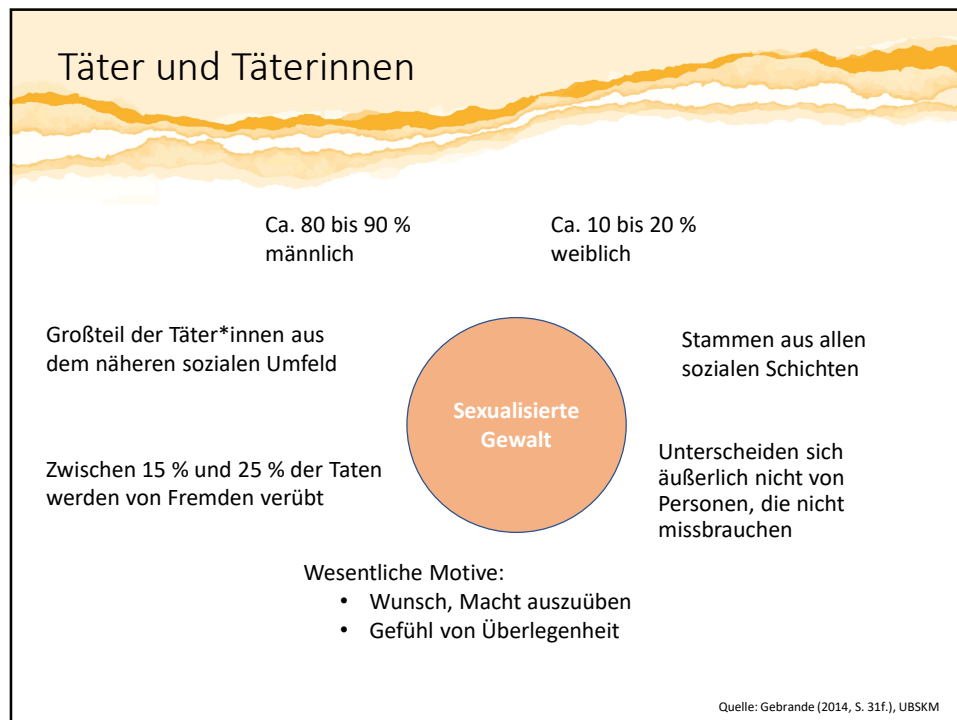 Täter und Täterinnen
Ca. 80 bis 90 %
männlich
Ca. 10 bis 20 %
weiblich
Großteil der Täter*innen aus
dem näheren sozialen Umfeld
Stammen aus allen
sozialen Schichten
Sexualisierte
Gewalt
Zwischen 15 % und 25 % der Taten
werden von Fremden verübt
Unterscheiden sich
äußerlich nicht von
Personen, die nicht
missbrauchen
Wesentliche Motive:
• Wunsch, Macht auszuüben
• Gefühl von Überlegenheit
Quelle: Gebrande (2014, S. 31f.), UBSKM